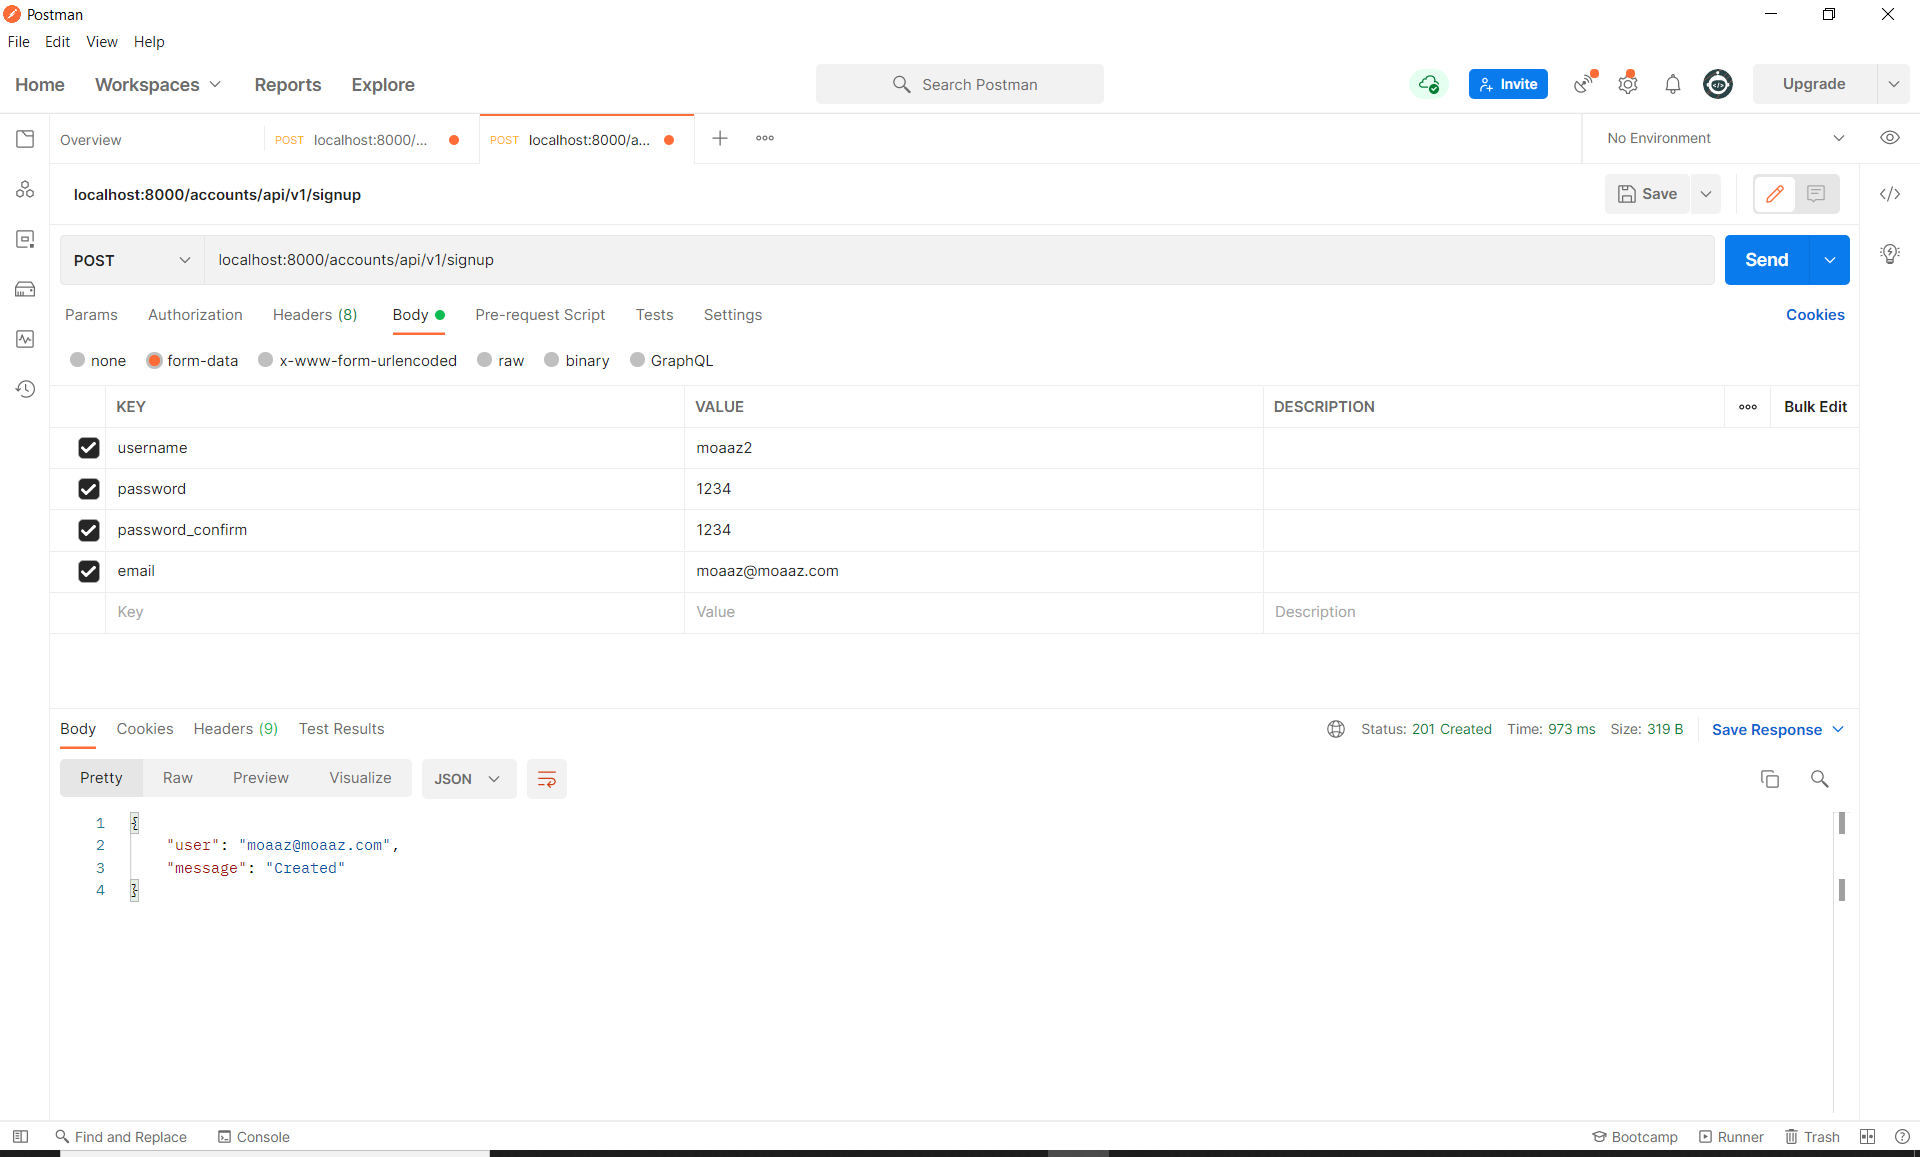 Postman
File Edit View Help
Home Workspaces Reports Explore Search Postman Invite Upgrade
Overview POST localhost:8000/... POST localhost:8000/a... No Environment
localhost:8000/accounts/api/v1/signup Save
POST localhost:8000/accounts/api/v1/signup Send
Params Authorization Headers (8) Body Pre-request Script Tests Settings Cookies
none form-data x-www-form-urlencoded raw binary GraphQL
KEY VALUE DESCRIPTION Bulk Edit
username moaaz2
password 1234
password_confirm 1234
email moaaz@moaaz.com
Key Value Description
Body Cookies Headers (9) Test Results Status: 201 Created Time: 973 ms Size: 319 B Save Response
Pretty Raw Preview Visualize JSON
1 {
2 "user": "moaaz@moaaz.com",
3 "message": "Created"
4 }
Find and Replace Console Bootcamp Runner Trash